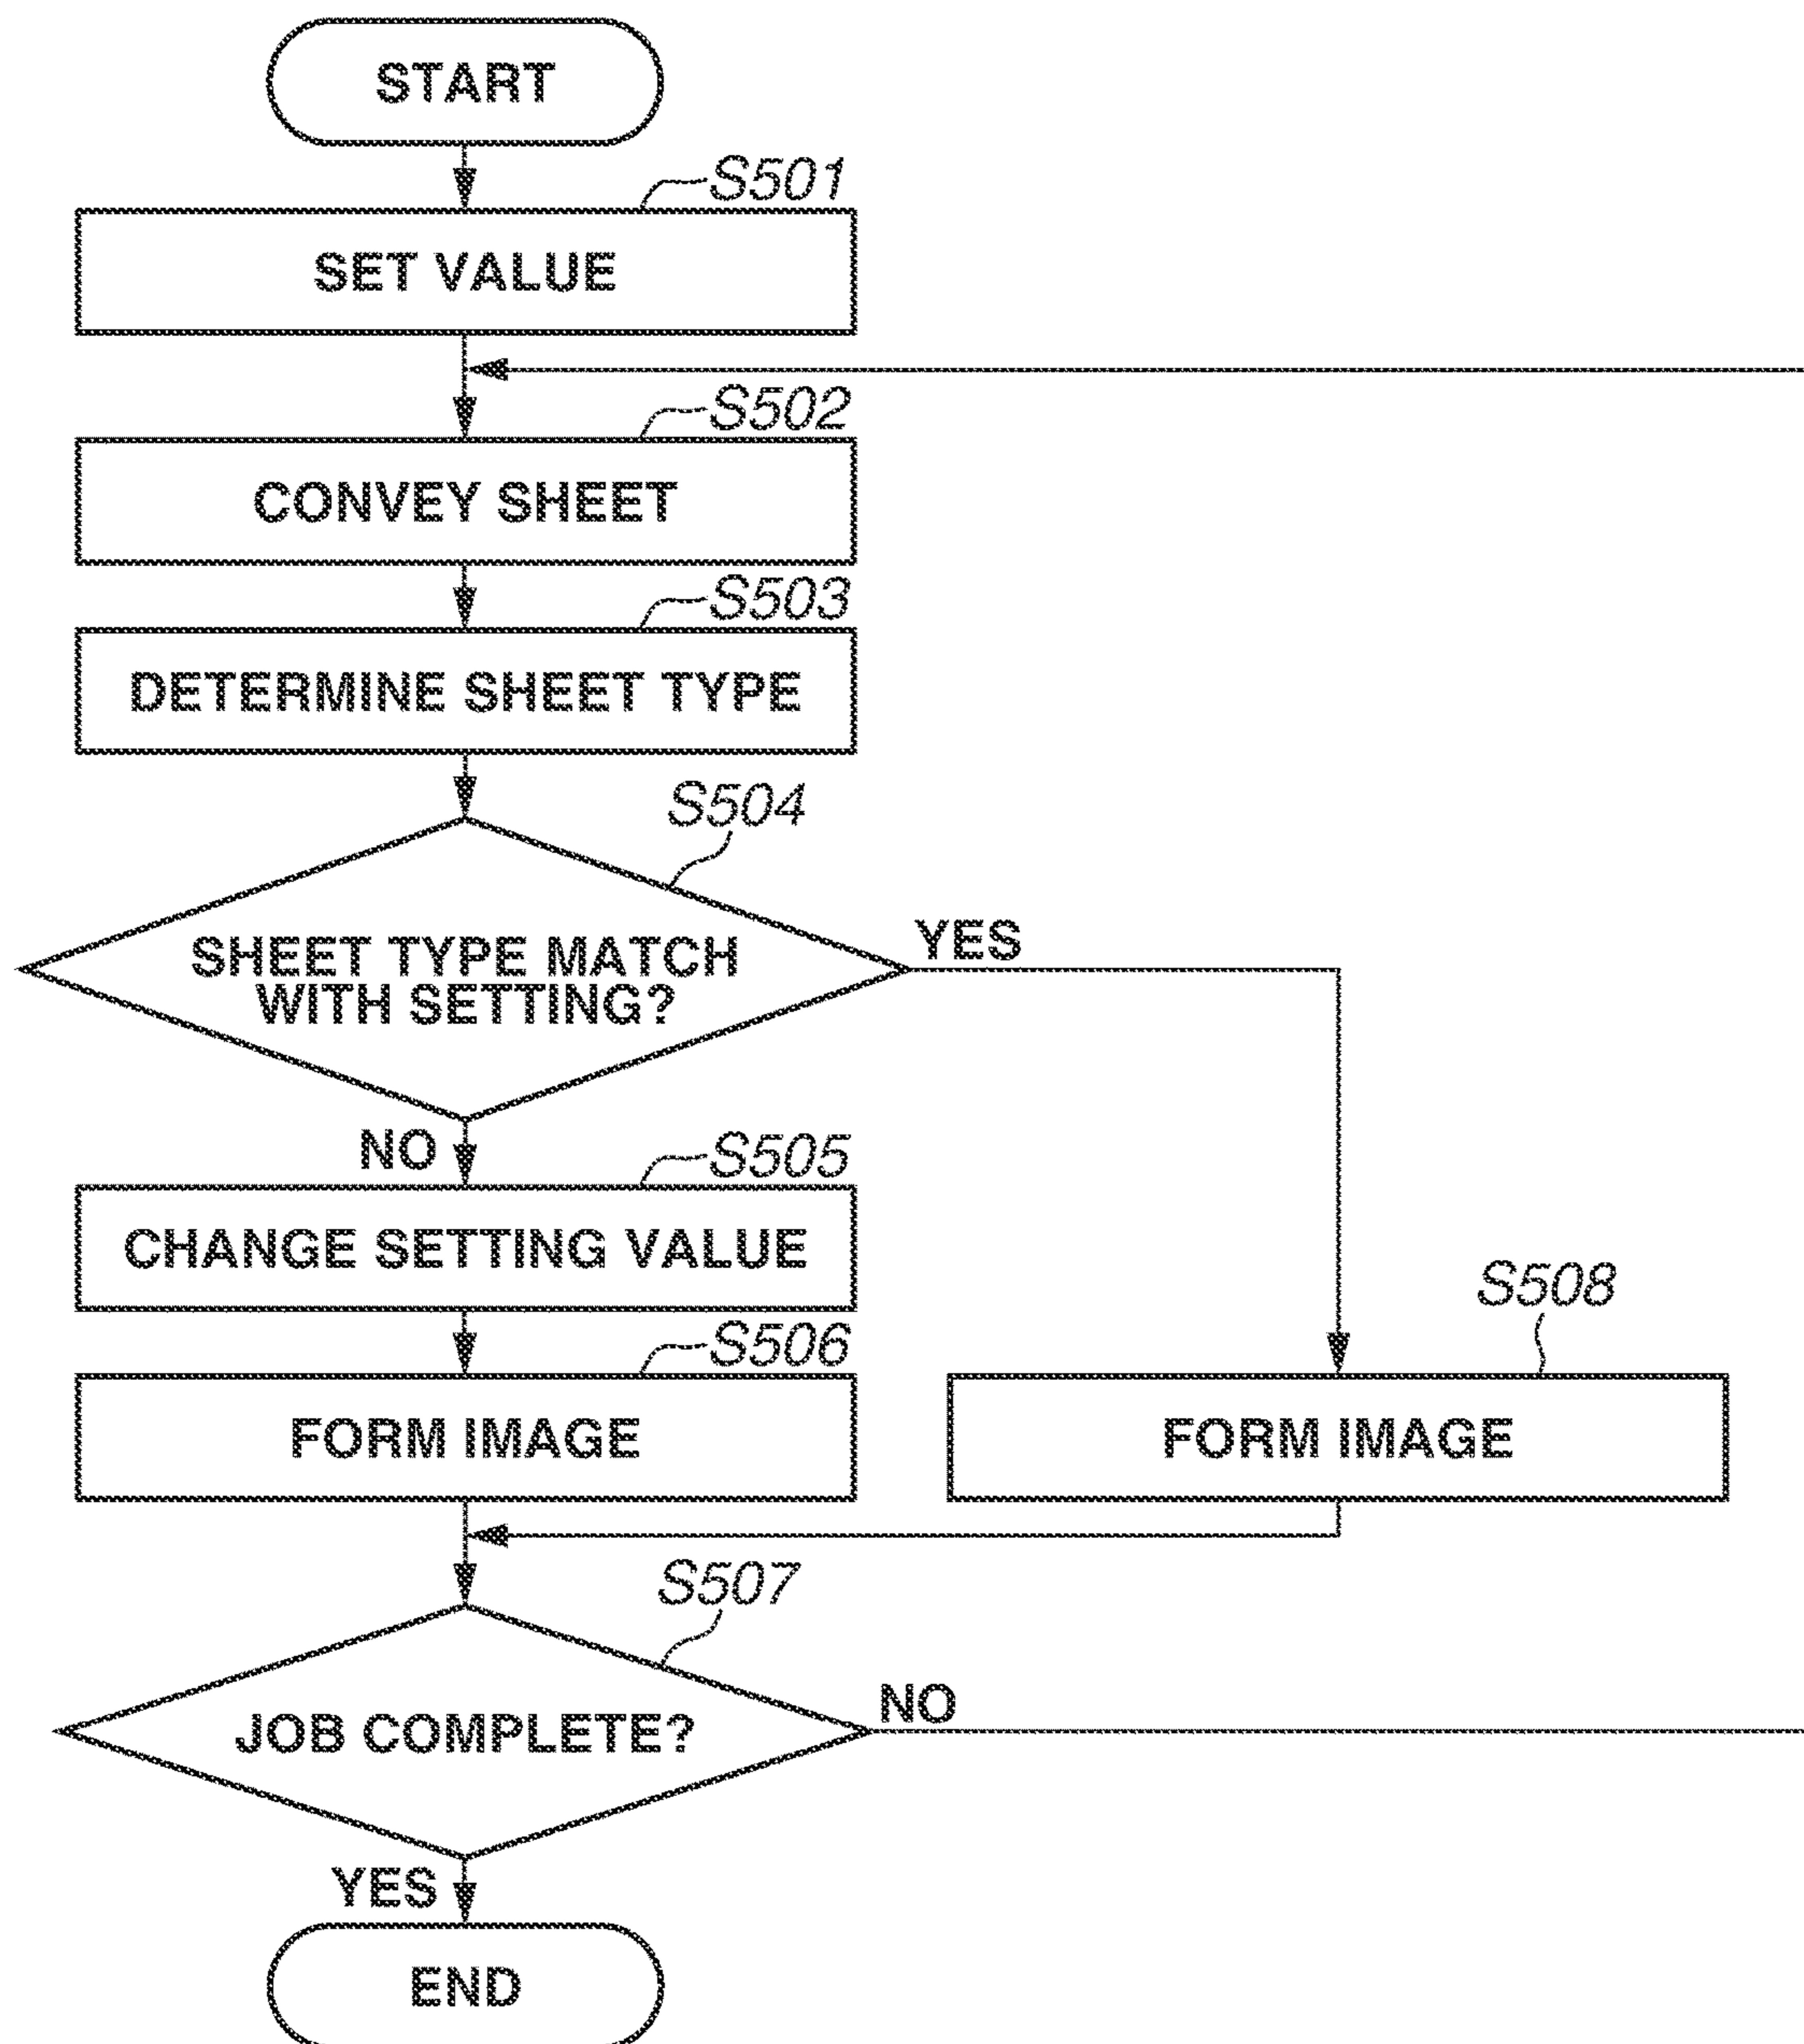 START
S501
SET VALUE
S502
CONVEY SHEET
S503
DETERMINE SHEET TYPE
S504
SHEET TYPE MATCH
WITH SETTING?
YES
NO
S505
CHANGE SETTING VALUE
S506
FORM IMAGE
S508
FORM IMAGE
S507
JOB COMPLETE?
NO
YES
END